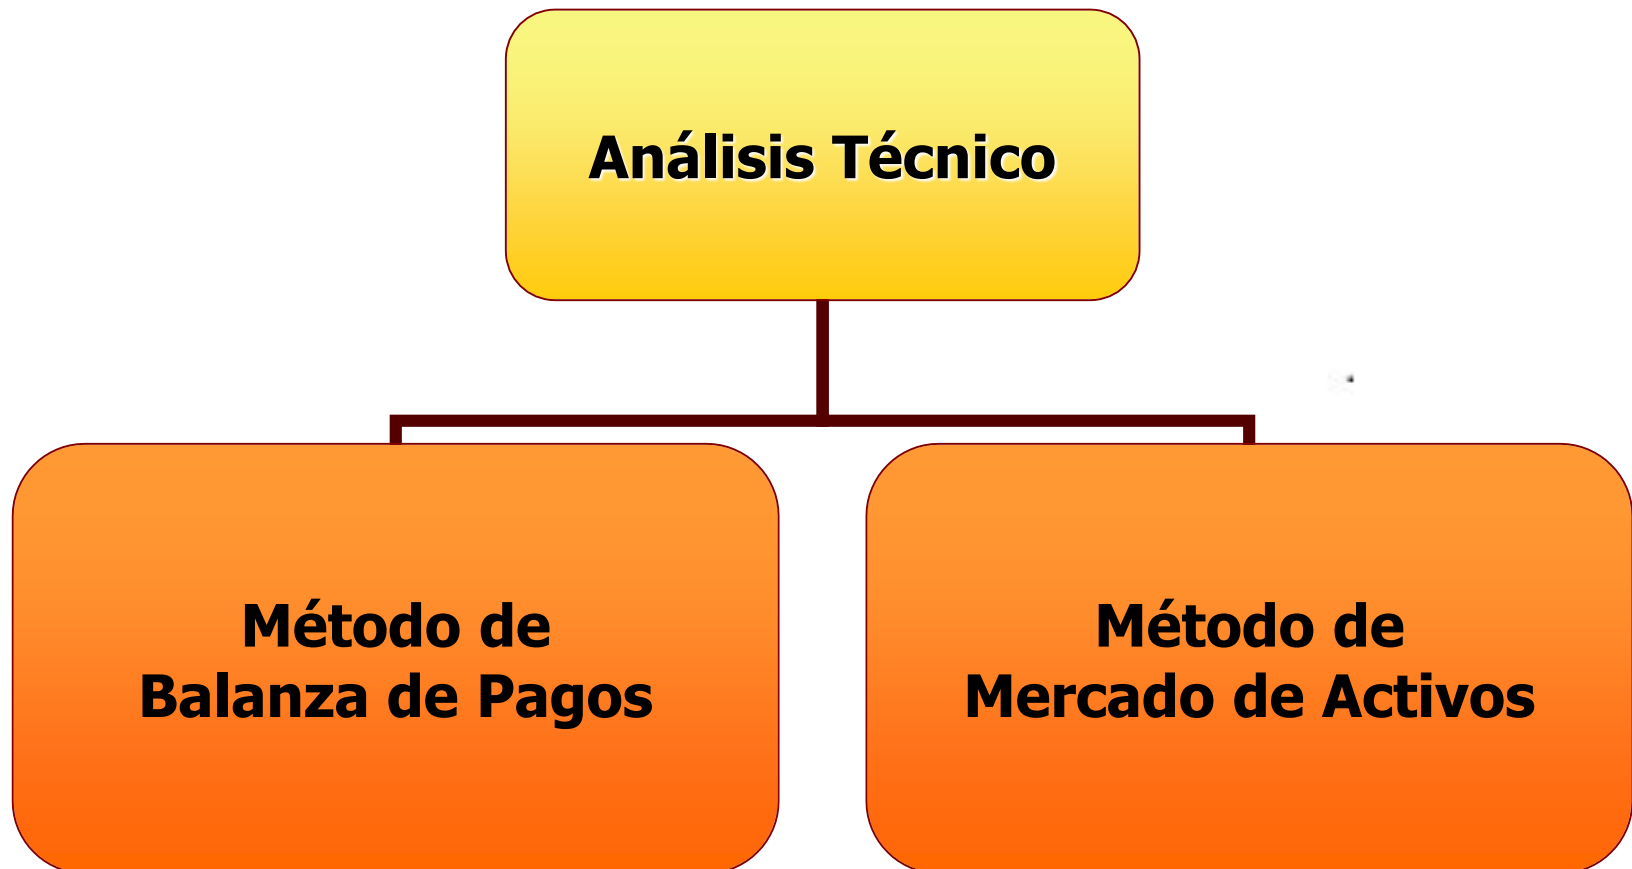 Análisis Técnico
Método de
Balanza de Pagos
Método de
Mercado de Activos